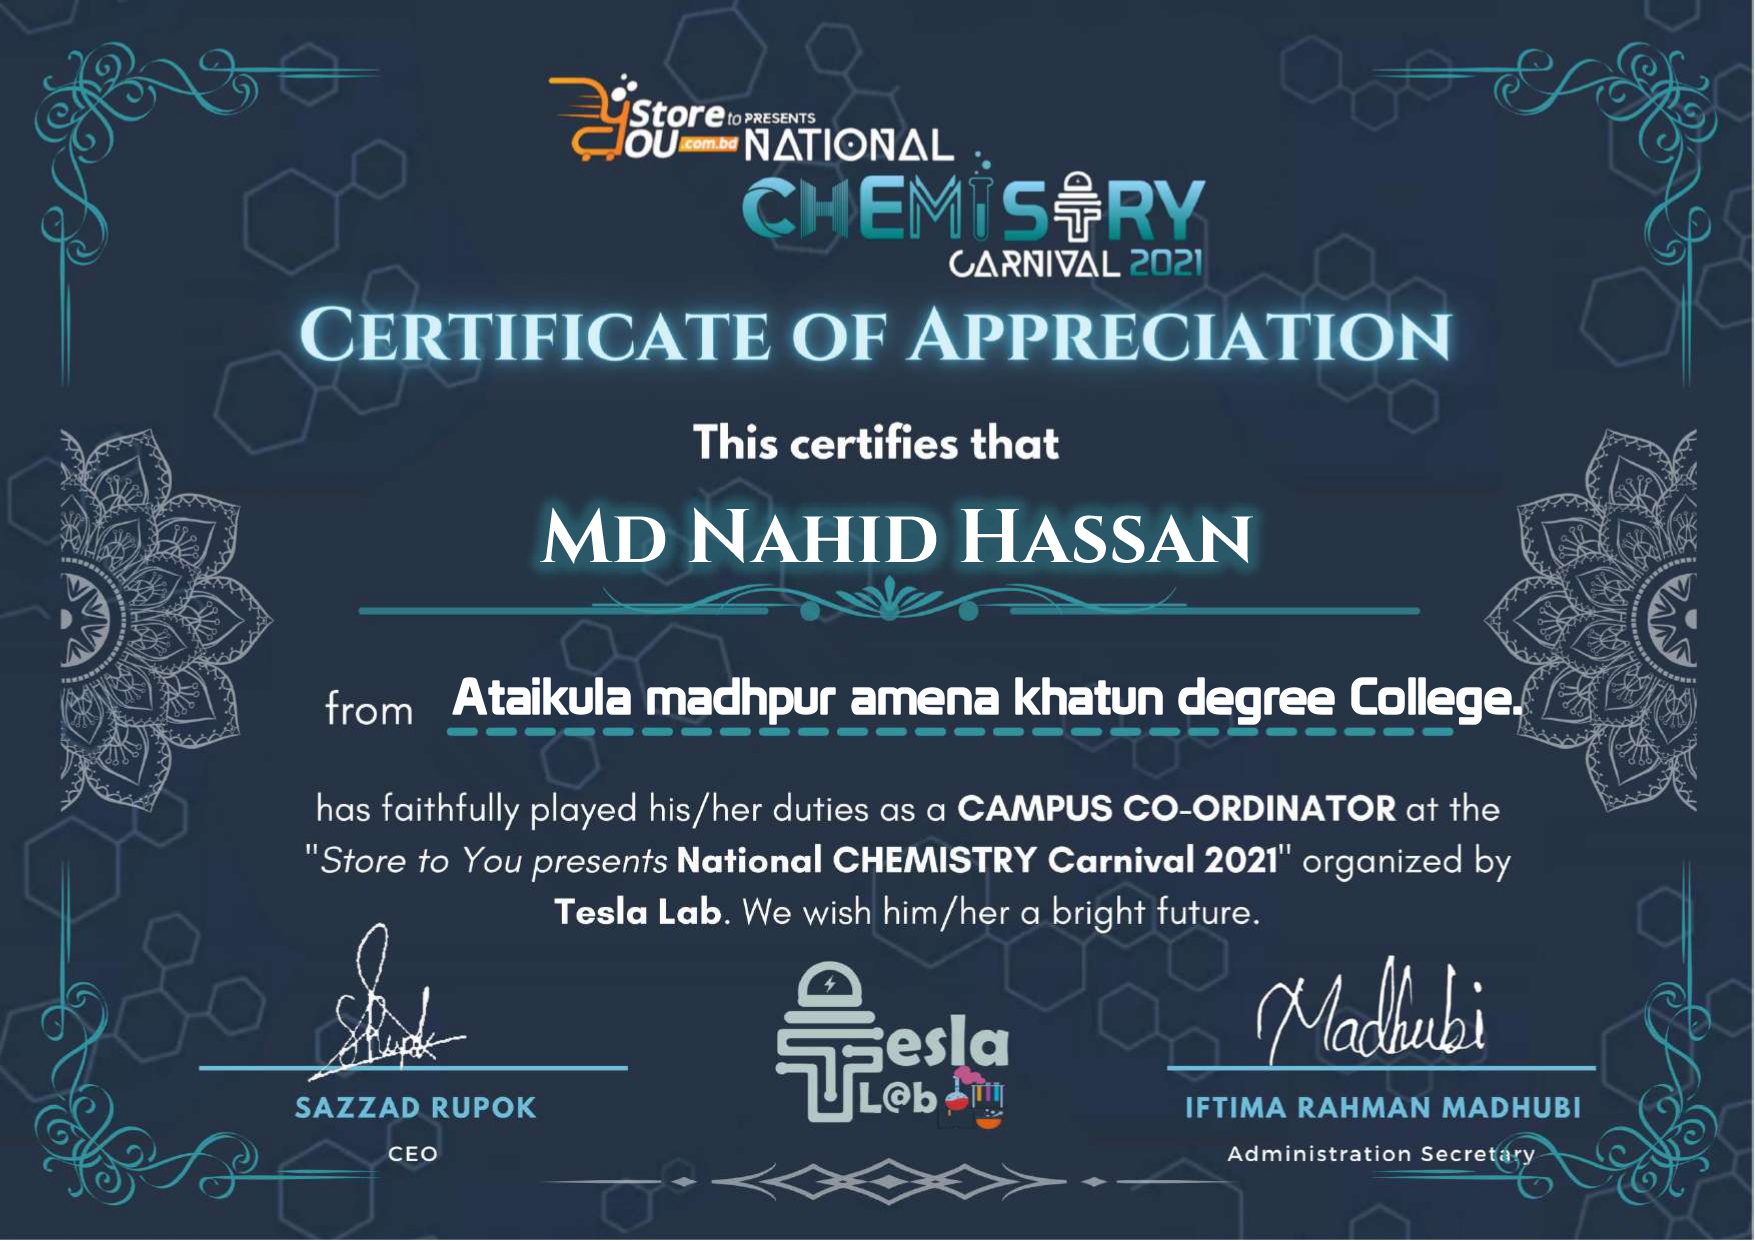 Store to PRESENTS
YOU .com.bd NATIONAL
CHEMISTRY
CARNIVAL 2021
CERTIFICATE OF APPRECIATION
This certifies that
MD NAHID HASSAN
from Ataikula madhpur amena khatun degree College.
has faithfully played his/her duties as a CAMPUS CO-ORDINATOR at the
"Store to You presents National CHEMISTRY Carnival 2021" organized by
Tesla Lab. We wish him/her a bright future.
Rupok
Madhubi
Tesla
L@b
SAZZAD RUPOK
IFTIMA RAHMAN MADHUBI
CEO
Administration Secretary